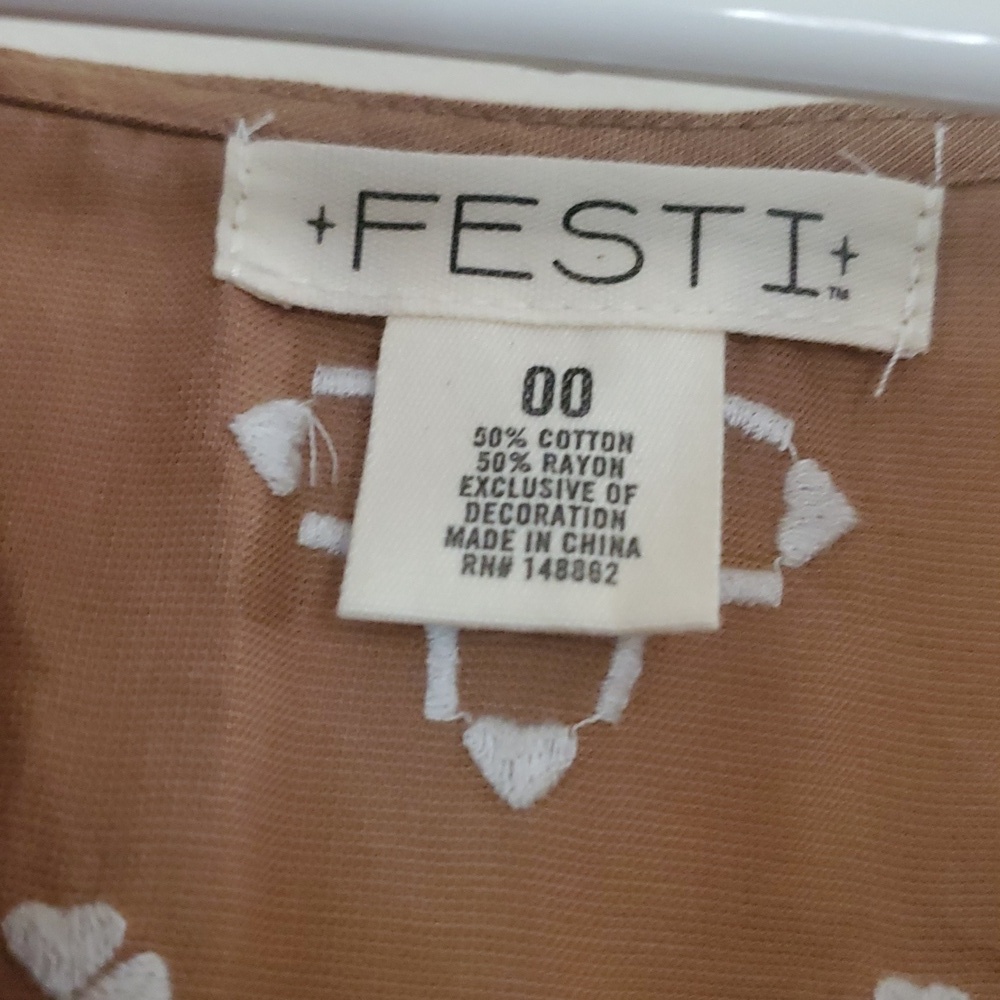 +FESTI+™
00
50% COTTON
50% RAYON
EXCLUSIVE OF
DECORATION
MADE IN CHINA
RN# 148862